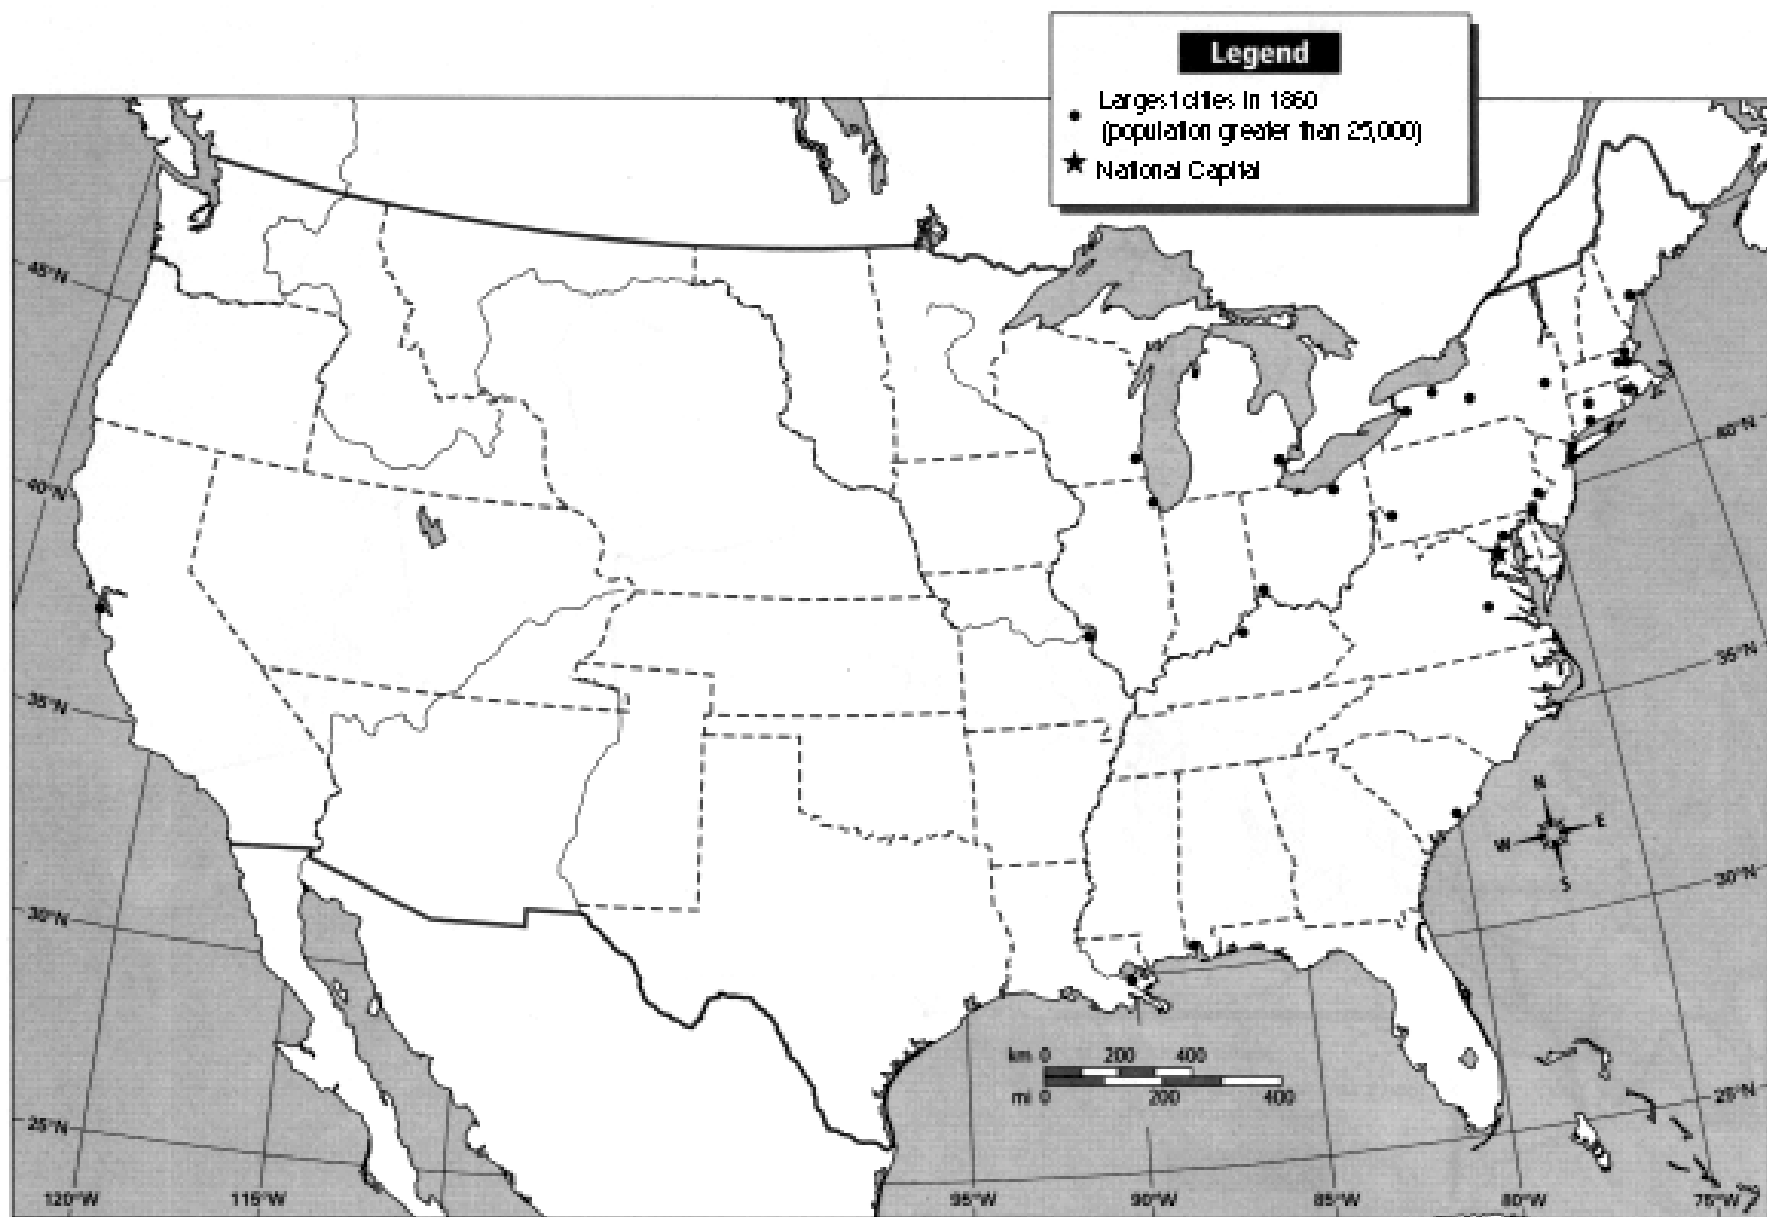 Legend
Largest cities in 1860
(population greater than 25,000)
National Capital
45°N
40°N
35°N
30°N
25°N
40°N
35°N
30°N
25°N
N
W E
S
km 0 200 400
mi 0 200 400
120°W 115°W 95°W 90°W 85°W 80°W 75°W